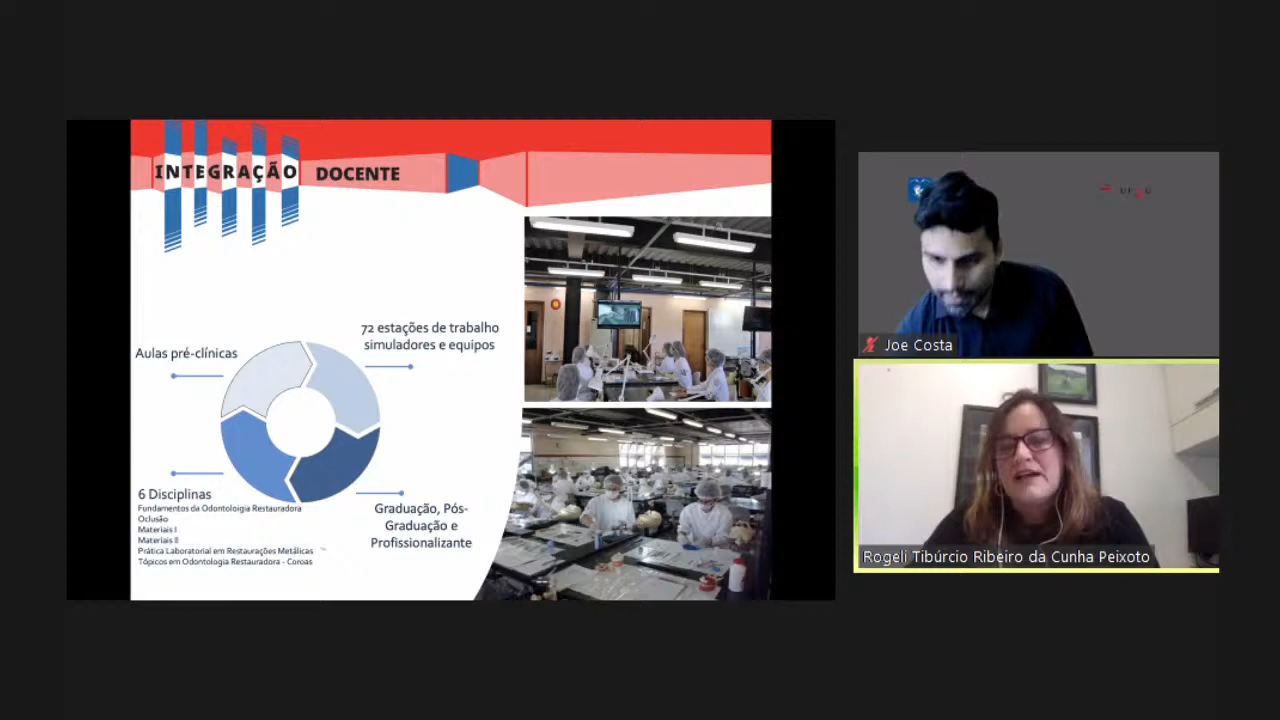 INTEGRAÇÃO DOCENTE
72 estações de trabalho
simuladores e equipos
Aulas pré-clínicas
6 Disciplinas
Fundamentos da Odontoloigia Restauradora
Oclusão
Materiais I
Materiais II
Prática Laboratorial em Restaurações Metálicas
Tópicos em Odontologia Restauradora - Coroas
Graduação, Pós-
Graduação e
Profissionalizante
Joe Costa
Rogeli Tibúrcio Ribeiro da Cunha Peixoto